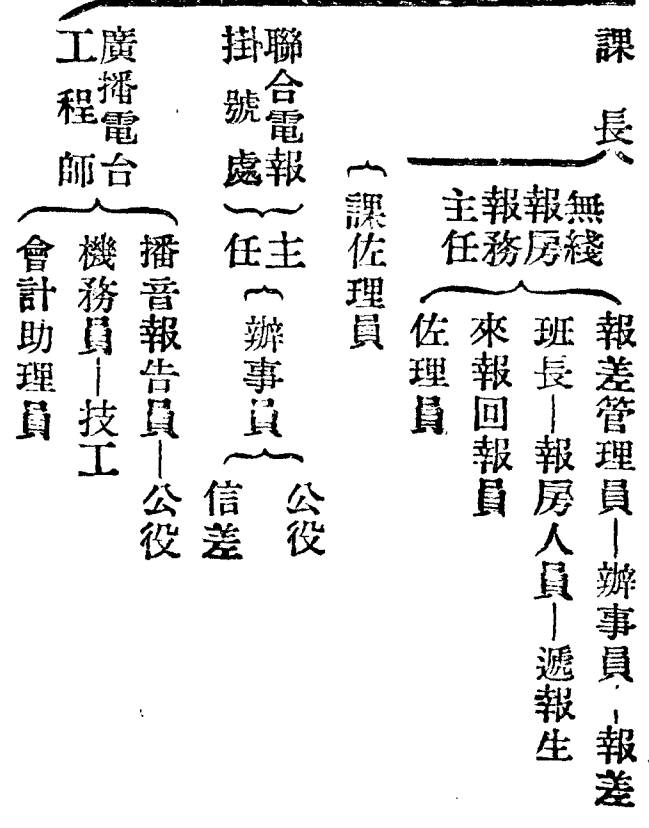 課長
無綫
報房
報務
主任
報差管理員—辦事員—報差
班長—報房人員—遞報生
來報回報員
佐理員
課佐理員
聯合電報
掛號處
主任
辦事員
公役
信差
廣播電台
工程師
播音報告員—公役
機務員—技工
會計助理員